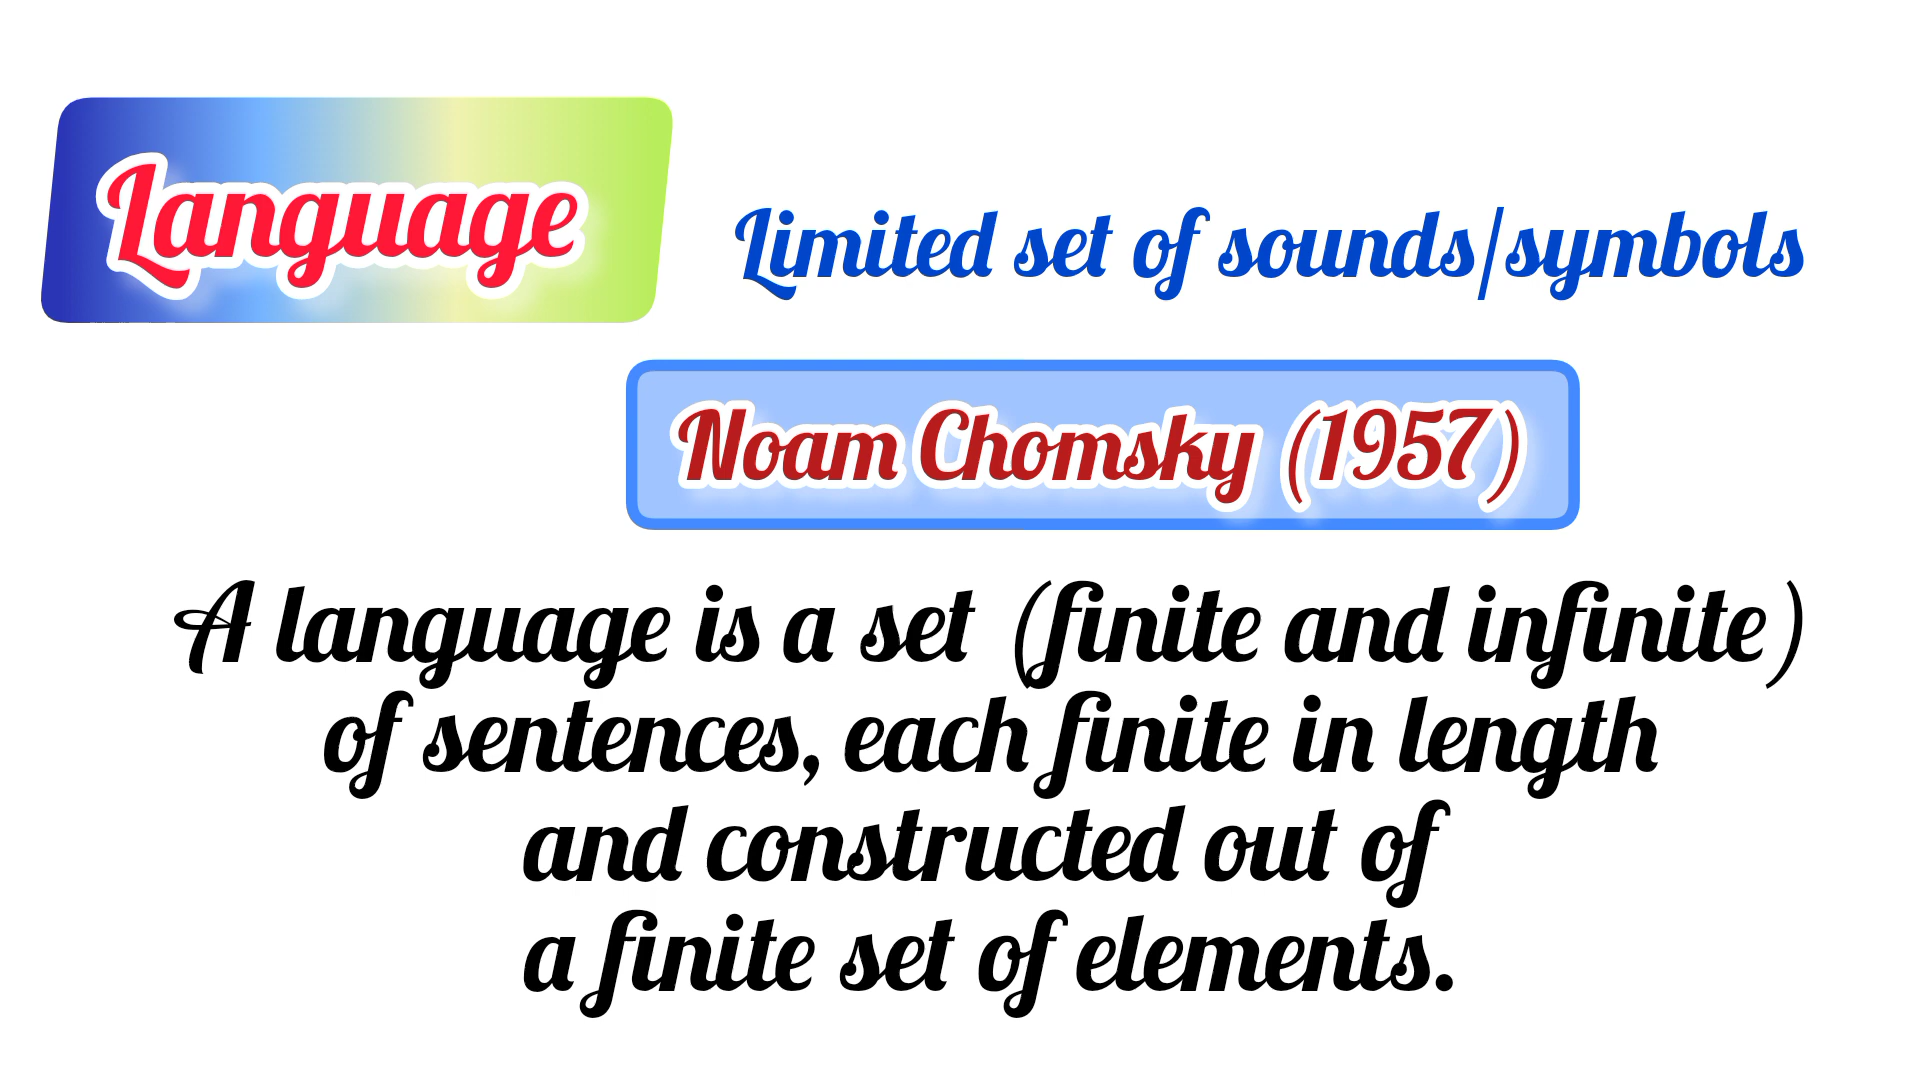 Language
Limited set of sounds/symbols
Noam Chomsky (1957)
A language is a set (finite and infinite)
of sentences, each finite in length
and constructed out of
a finite set of elements.